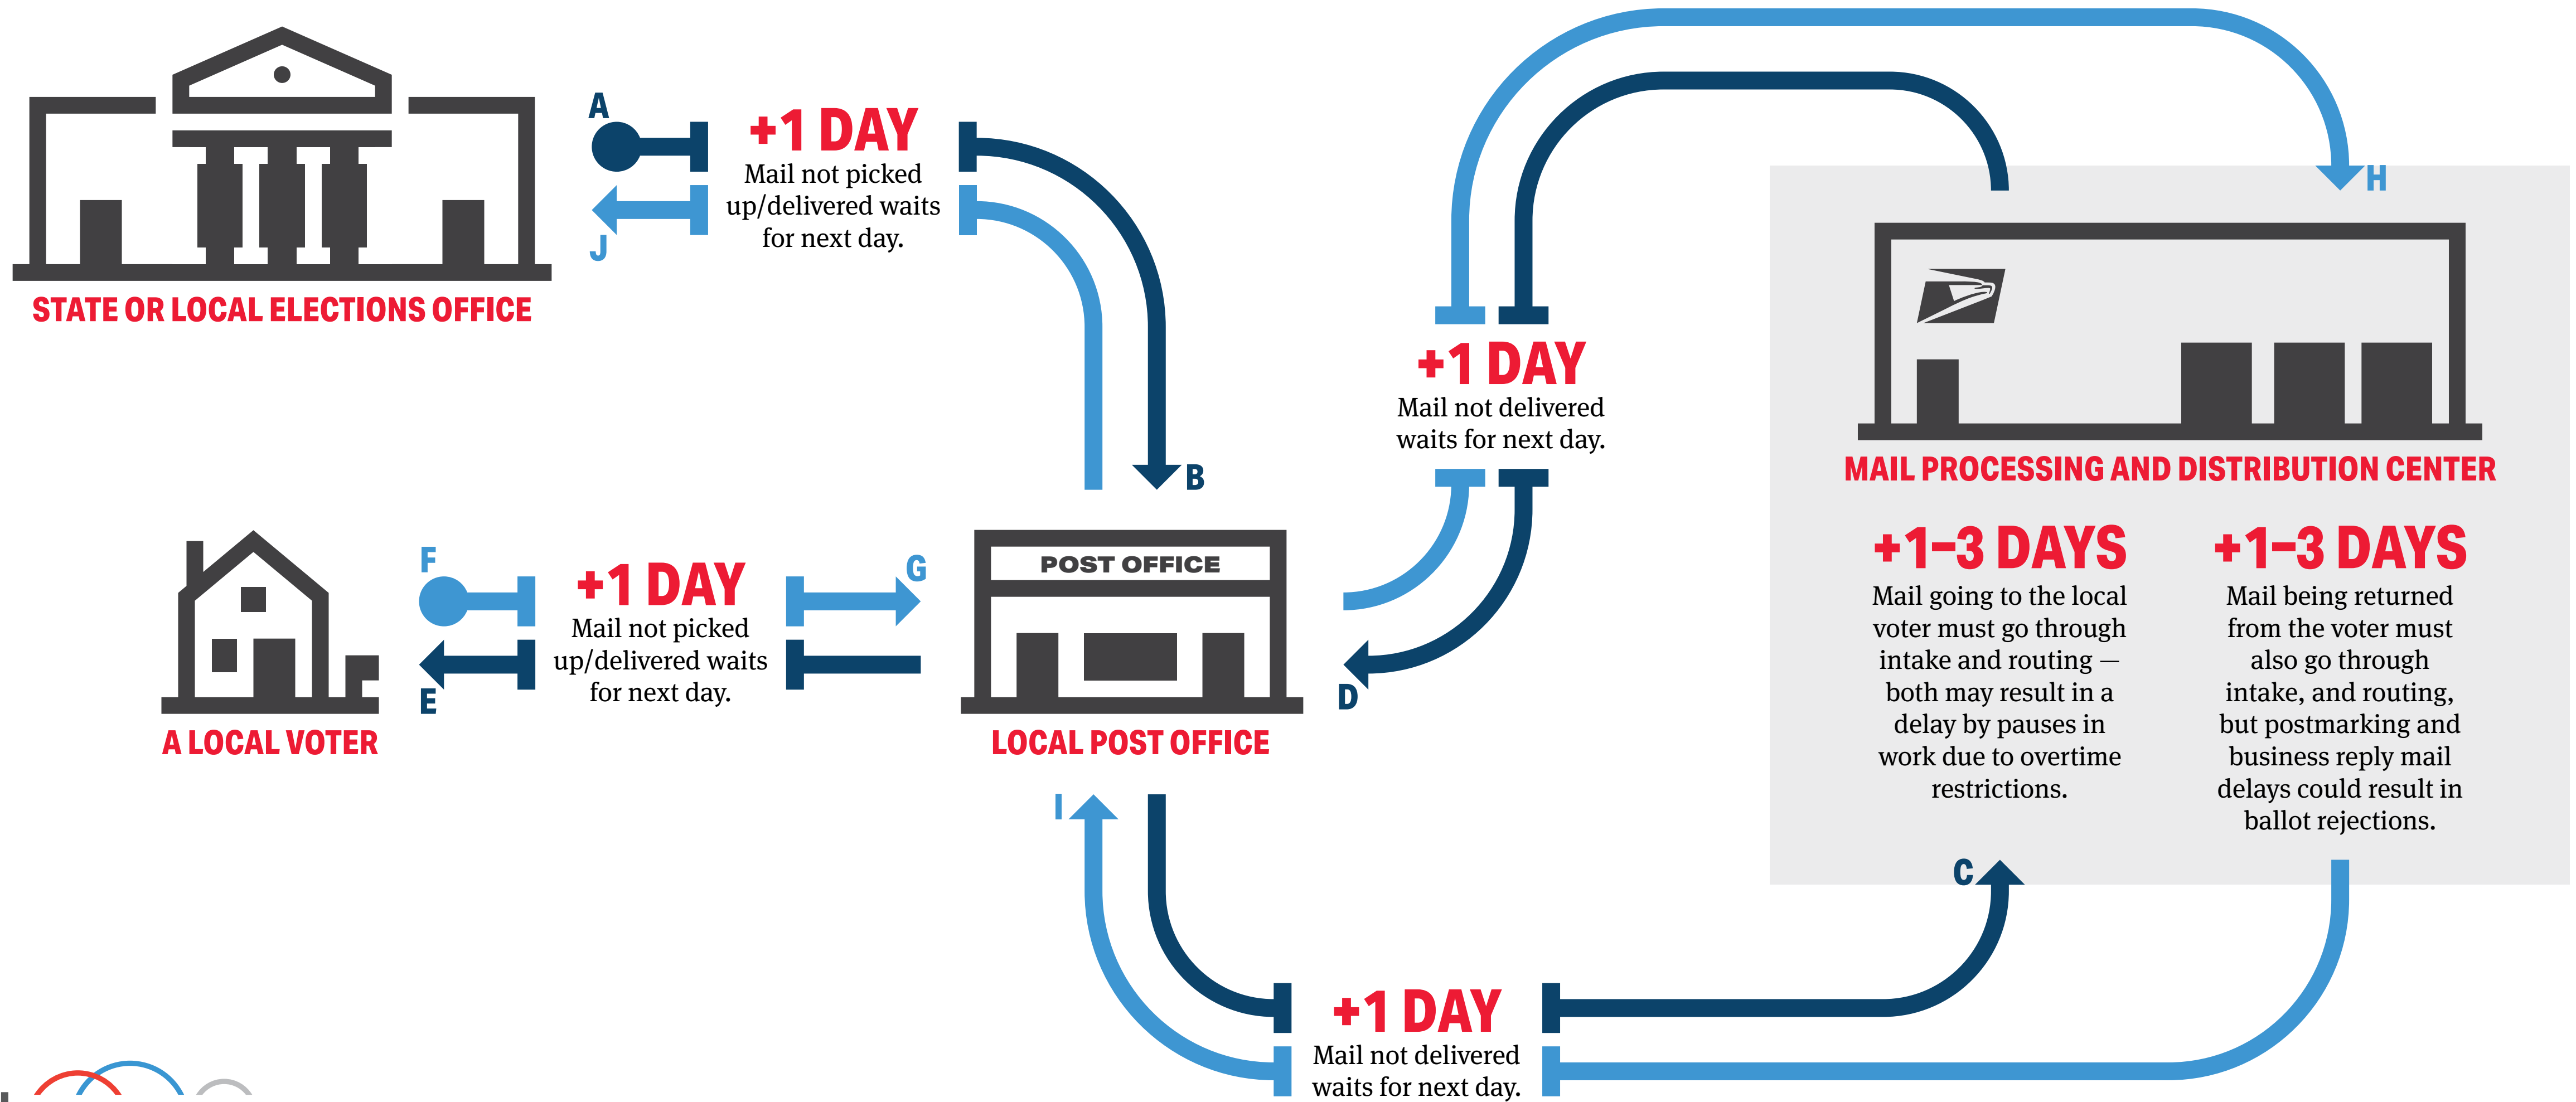 A
+1 DAY
Mail not picked
up/delivered waits
for next day.
J
STATE OR LOCAL ELECTIONS OFFICE
B
F
+1 DAY
Mail not picked
up/delivered waits
for next day.
G
E
A LOCAL VOTER
POST OFFICE
LOCAL POST OFFICE
+1 DAY
Mail not delivered
waits for next day.
D
H
MAIL PROCESSING AND DISTRIBUTION CENTER
+1–3 DAYS
Mail going to the local
voter must go through
intake and routing —
both may result in a
delay by pauses in
work due to overtime
restrictions.
+1–3 DAYS
Mail being returned
from the voter must
also go through
intake, and routing,
but postmarking and
business reply mail
delays could result in
ballot rejections.
I
C
+1 DAY
Mail not delivered
waits for next day.